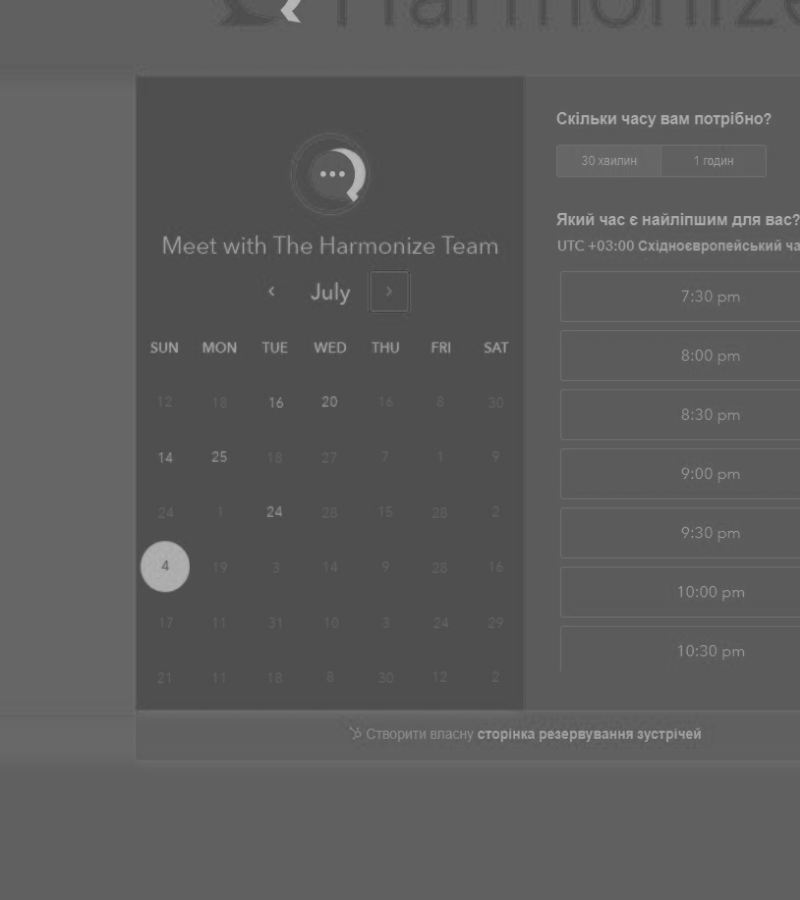 Harmonize
Meet with The Harmonize Team
July
SUN MON TUE WED THU FRI SAT
12 18 16 20 16 8 30
14 25 18 27 7 1 9
24 1 24 28 15 28 2
4 19 3 14 9 28 16
17 11 31 10 3 24 29
21 11 18 8 30 12 2
Скільки часу вам потрібно?
30 хвилин 1 годин
Який час є найліпшим для вас?
UTC +03:00 Східноєвропейський ча
7:30 pm
8:00 pm
8:30 pm
9:00 pm
9:30 pm
10:00 pm
10:30 pm
Створити власну сторінка резервування зустрічей